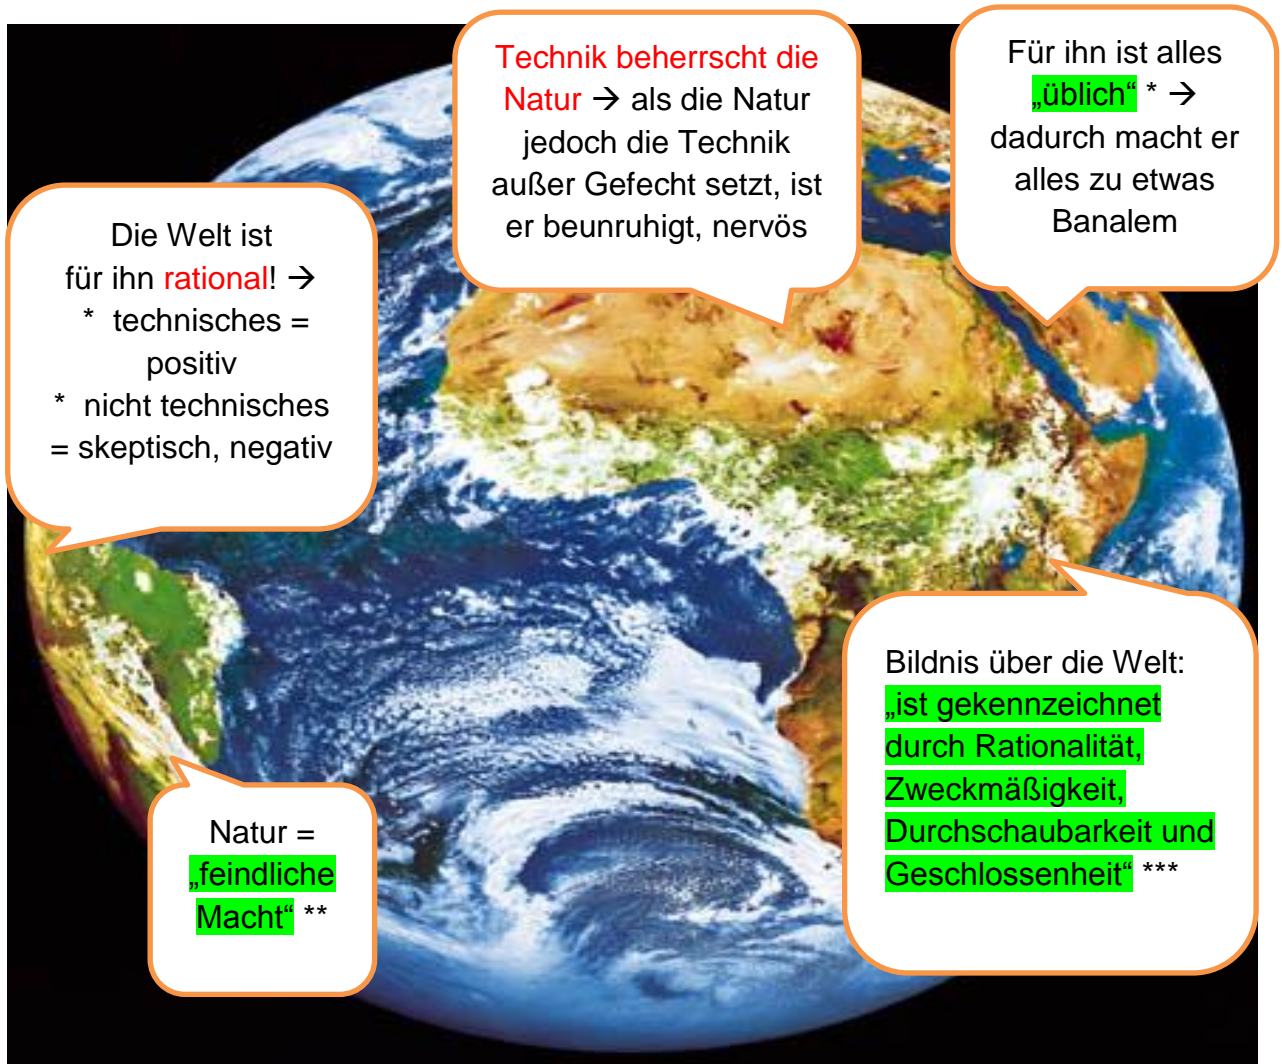 Die Welt ist
für ihn rational! →
* technisches =
positiv
* nicht technisches
= skeptisch, negativ
Technik beherrscht die
Natur → als die Natur
jedoch die Technik
außer Gefecht setzt, ist
er beunruhigt, nervös
Für ihn ist alles
„üblich“ * →
dadurch macht er
alles zu etwas
Banalem
Natur =
„feindliche
Macht“ **
Bildnis über die Welt:
„ist gekennzeichnet
durch Rationalität,
Zweckmäßigkeit,
Durchschaubarkeit und
Geschlossenheit“ ***